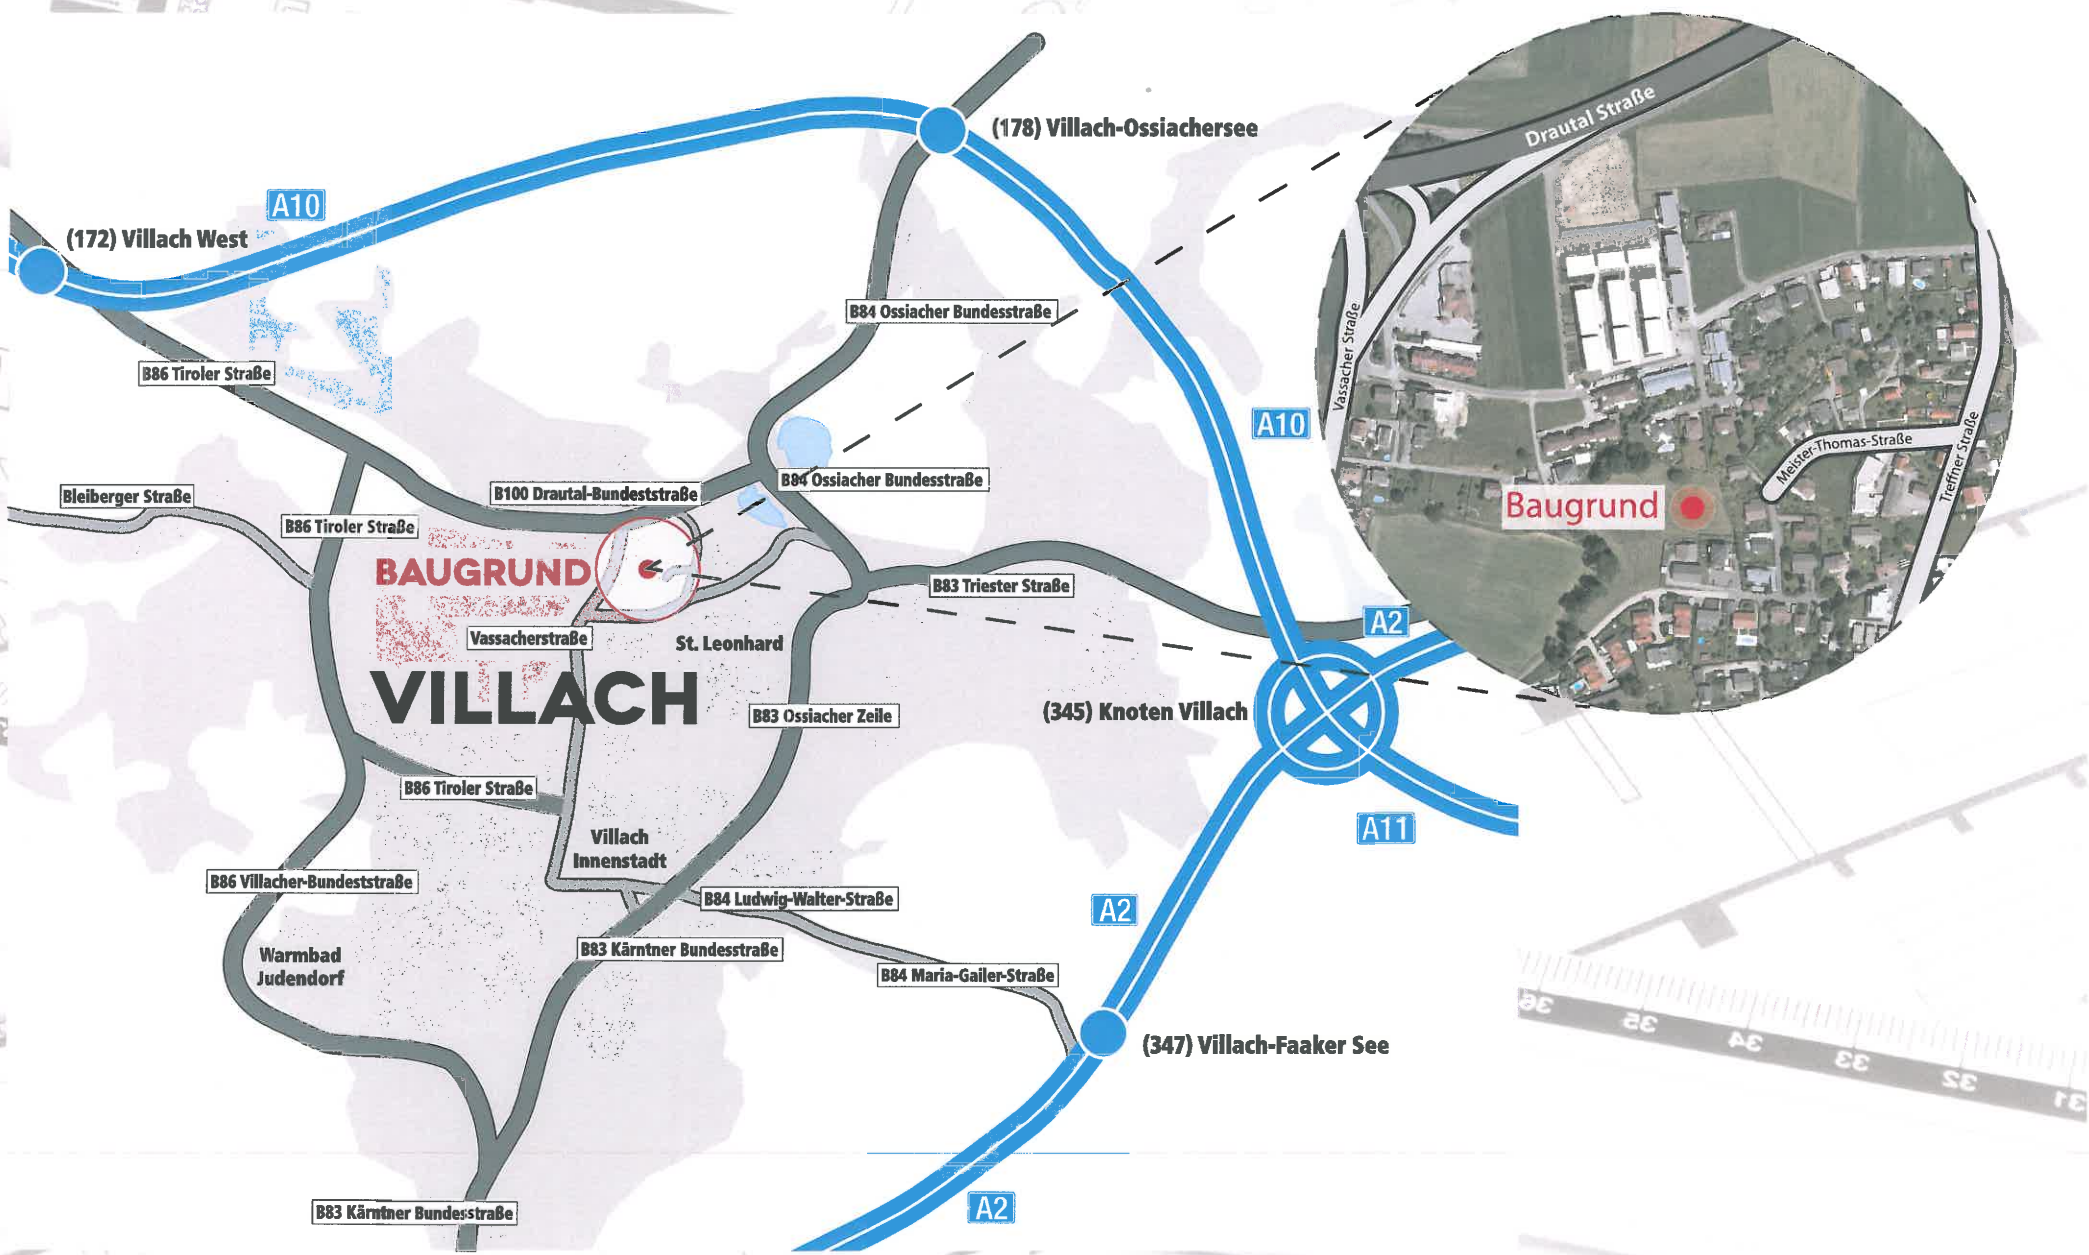 (178) Villach-Ossiachersee
Drautal Straße
A10
(172) Villach West
B84 Ossiacher Bundesstraße
Vassacher Straße
B86 Tiroler Straße
A10
Meister-Thomas-Straße
Treffner Straße
B84 Ossiacher Bundesstraße
B100 Drautal-Bundeststraße
Bleiberger Straße
Baugrund
B86 Tiroler Straße
BAUGRUND
B83 Triester Straße
A2
Vassacherstraße
St. Leonhard
VILLACH
(345) Knoten Villach
B83 Ossiacher Zeile
B86 Tiroler Straße
A11
Villach
Innenstadt
B86 Villacher-Bundeststraße
B84 Ludwig-Walter-Straße
A2
B83 Kärntner Bundesstraße
Warmbad
Judendorf
B84 Maria-Gailer-Straße
36 35 34 33 32 31
(347) Villach-Faaker See
A2
B83 Kärntner Bundesstraße